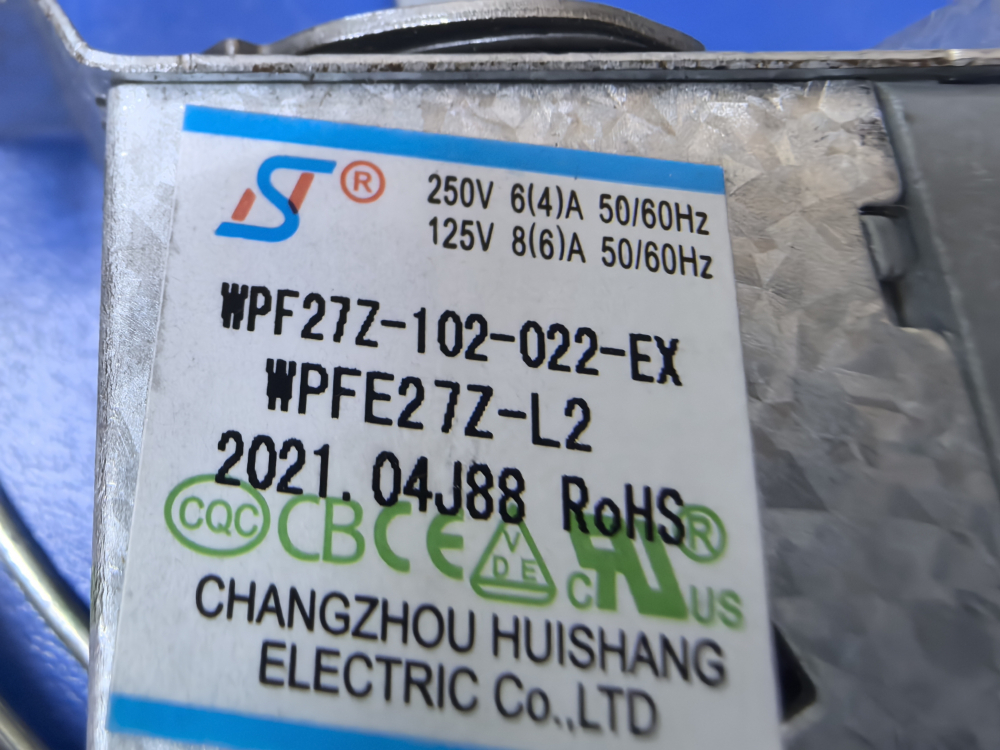 ® 250V 6(4)A 50/60Hz
125V 8(6)A 50/60Hz
WPF27Z-102-022-EX
WPFE27Z-L2
2021.04J88 RoHS
CQC CB CE VDE c UR® US
CHANGZHOU HUISHANG
ELECTRIC Co.,LTD